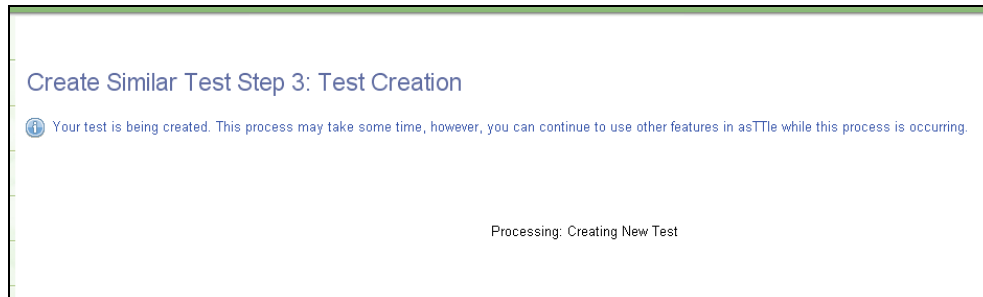 Create Similar Test Step 3: Test Creation
Your test is being created. This process may take some time, however, you can continue to use other features in asTTle while this process is occurring.
Processing: Creating New Test